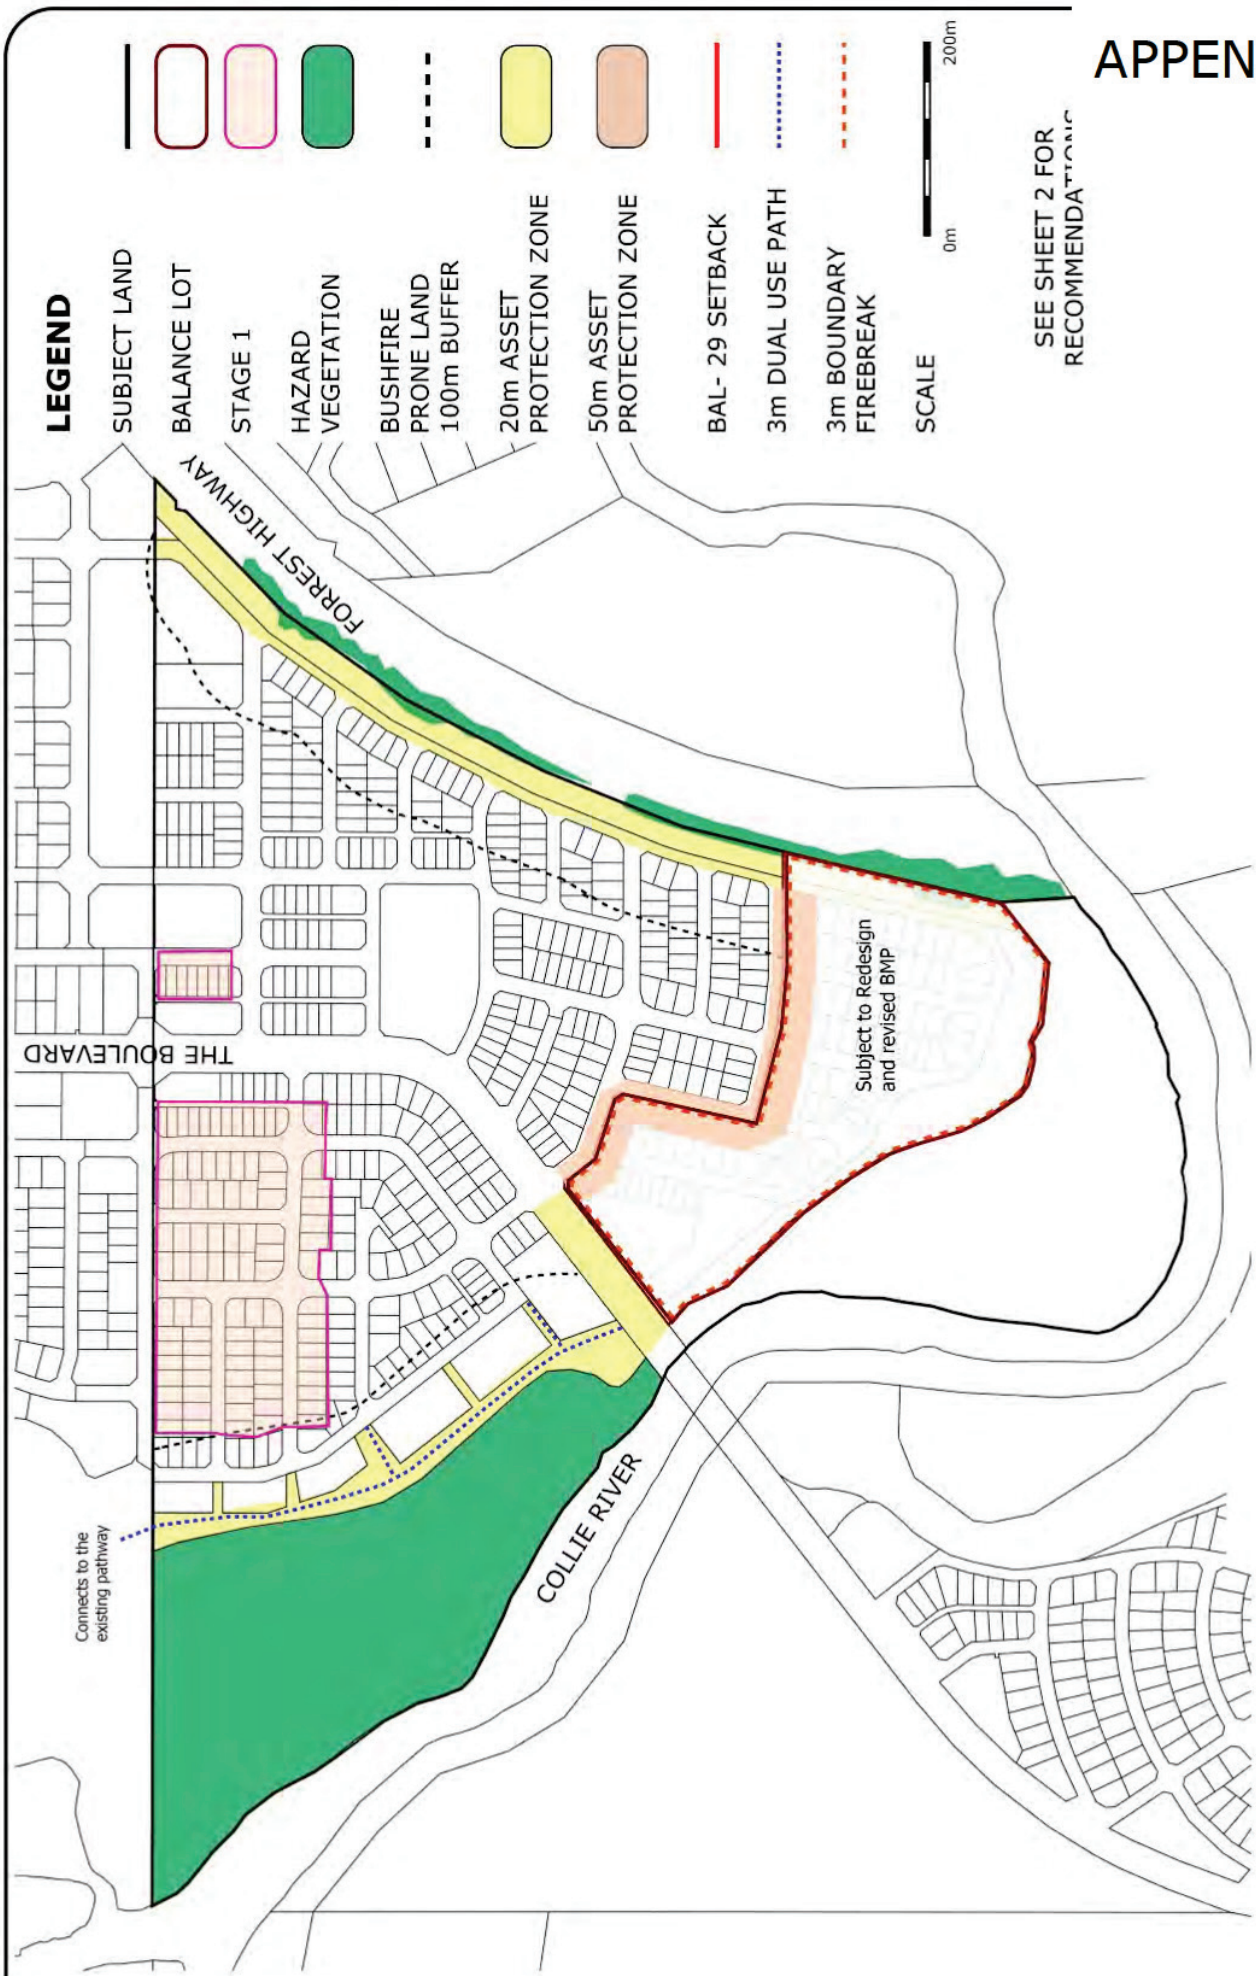 APPEN
LEGEND
SUBJECT LAND
BALANCE LOT
STAGE 1
HAZARD
VEGETATION
BUSHFIRE
PRONE LAND
100m BUFFER
20m ASSET
PROTECTION ZONE
50m ASSET
PROTECTION ZONE
BAL- 29 SETBACK
3m DUAL USE PATH
3m BOUNDARY
FIREBREAK
SCALE
0m
200m
SEE SHEET 2 FOR
RECOMMENDATIONS
FORREST HIGHWAY
THE BOULEVARD
Subject to Redesign
and revised BMP
Connects to the
existing pathway
COLLIE RIVER